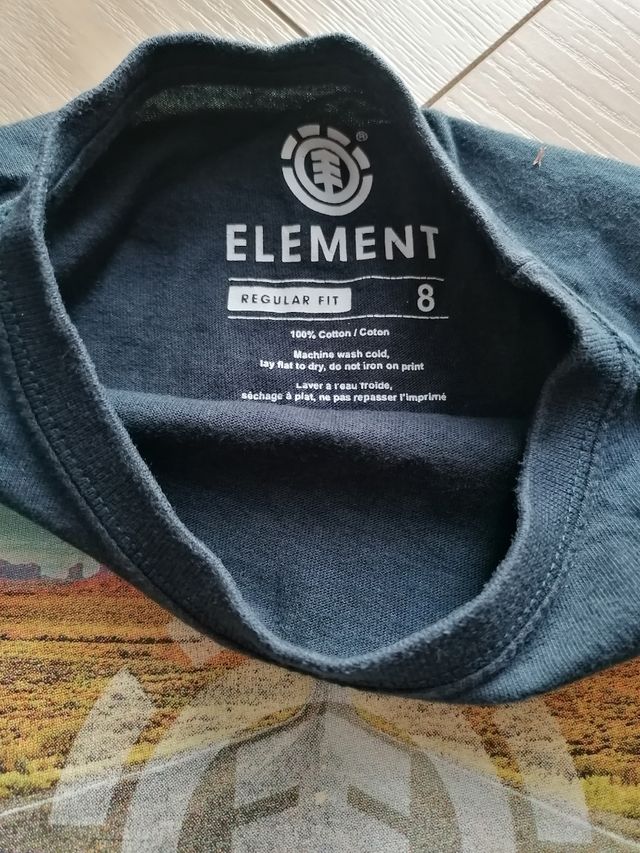 ®
ELEMENT
REGULAR FIT 8
100% Cotton / Coton
Machine wash cold,
lay flat to dry, do not iron on print
Laver à l'eau froide,
séchage à plat, ne pas repasser l'imprimé